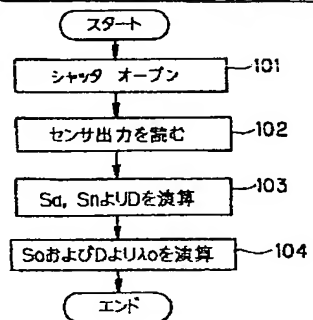 スタート
シャッタ オープン
101
センサ出力を読む
102
Sa, SnよりDを演算
103
SoおよびDよりλoを演算
104
エンド